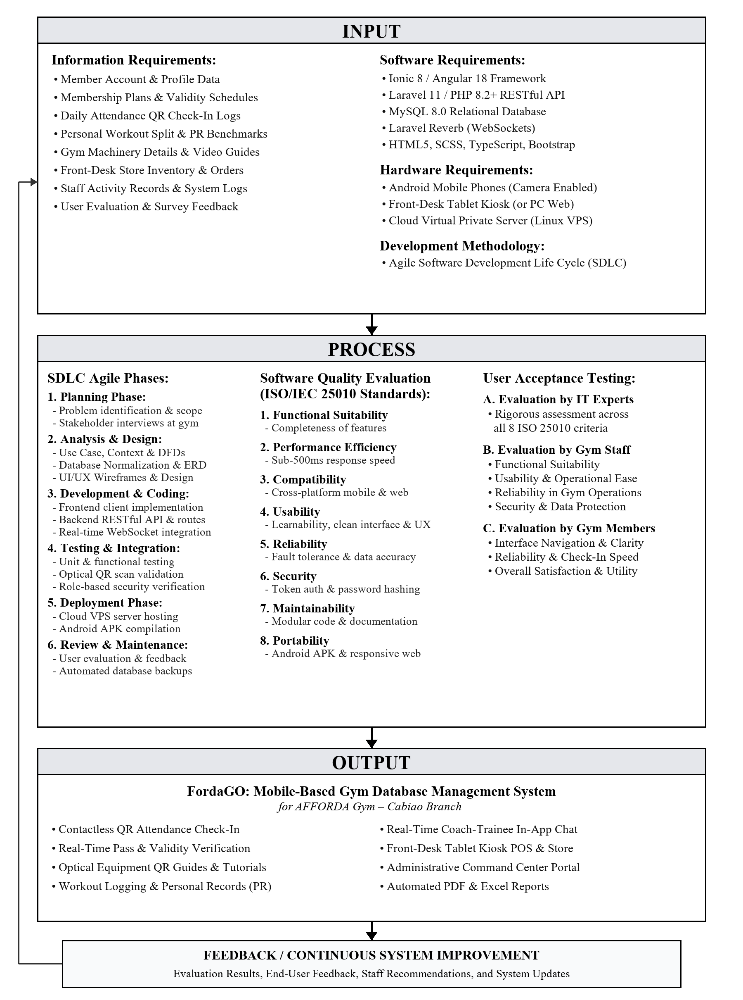 INPUT
Information Requirements:
• Member Account & Profile Data
• Membership Plans & Validity Schedules
• Daily Attendance QR Check-In Logs
• Personal Workout Split & PR Benchmarks
• Gym Machinery Details & Video Guides
• Front-Desk Store Inventory & Orders
• Staff Activity Records & System Logs
• User Evaluation & Survey Feedback
Software Requirements:
• Ionic 8 / Angular 18 Framework
• Laravel 11 / PHP 8.2+ RESTful API
• MySQL 8.0 Relational Database
• Laravel Reverb (WebSockets)
• HTML5, SCSS, TypeScript, Bootstrap
Hardware Requirements:
• Android Mobile Phones (Camera Enabled)
• Front-Desk Tablet Kiosk (or PC Web)
• Cloud Virtual Private Server (Linux VPS)
Development Methodology:
• Agile Software Development Life Cycle (SDLC)
PROCESS
SDLC Agile Phases:
1. Planning Phase:
- Problem identification & scope
- Stakeholder interviews at gym
2. Analysis & Design:
- Use Case, Context & DFDs
- Database Normalization & ERD
- UI/UX Wireframes & Design
3. Development & Coding:
- Frontend client implementation
- Backend RESTful API & routes
- Real-time WebSocket integration
4. Testing & Integration:
- Unit & functional testing
- Optical QR scan validation
- Role-based security verification
5. Deployment Phase:
- Cloud VPS server hosting
- Android APK compilation
6. Review & Maintenance:
- User evaluation & feedback
- Automated database backups
Software Quality Evaluation
(ISO/IEC 25010 Standards):
1. Functional Suitability
- Completeness of features
2. Performance Efficiency
- Sub-500ms response speed
3. Compatibility
- Cross-platform mobile & web
4. Usability
- Learnability, clean interface & UX
5. Reliability
- Fault tolerance & data accuracy
6. Security
- Token auth & password hashing
7. Maintainability
- Modular code & documentation
8. Portability
- Android APK & responsive web
User Acceptance Testing:
A. Evaluation by IT Experts
• Rigorous assessment across
all 8 ISO 25010 criteria
B. Evaluation by Gym Staff
• Functional Suitability
• Usability & Operational Ease
• Reliability in Gym Operations
• Security & Data Protection
C. Evaluation by Gym Members
• Interface Navigation & Clarity
• Reliability & Check-In Speed
• Overall Satisfaction & Utility
OUTPUT
FordaGO: Mobile-Based Gym Database Management System
for AFFORDA Gym – Cabiao Branch
• Contactless QR Attendance Check-In
• Real-Time Pass & Validity Verification
• Optical Equipment QR Guides & Tutorials
• Workout Logging & Personal Records (PR)
• Real-Time Coach-Trainee In-App Chat
• Front-Desk Tablet Kiosk POS & Store
• Administrative Command Center Portal
• Automated PDF & Excel Reports
FEEDBACK / CONTINUOUS SYSTEM IMPROVEMENT
Evaluation Results, End-User Feedback, Staff Recommendations, and System Updates